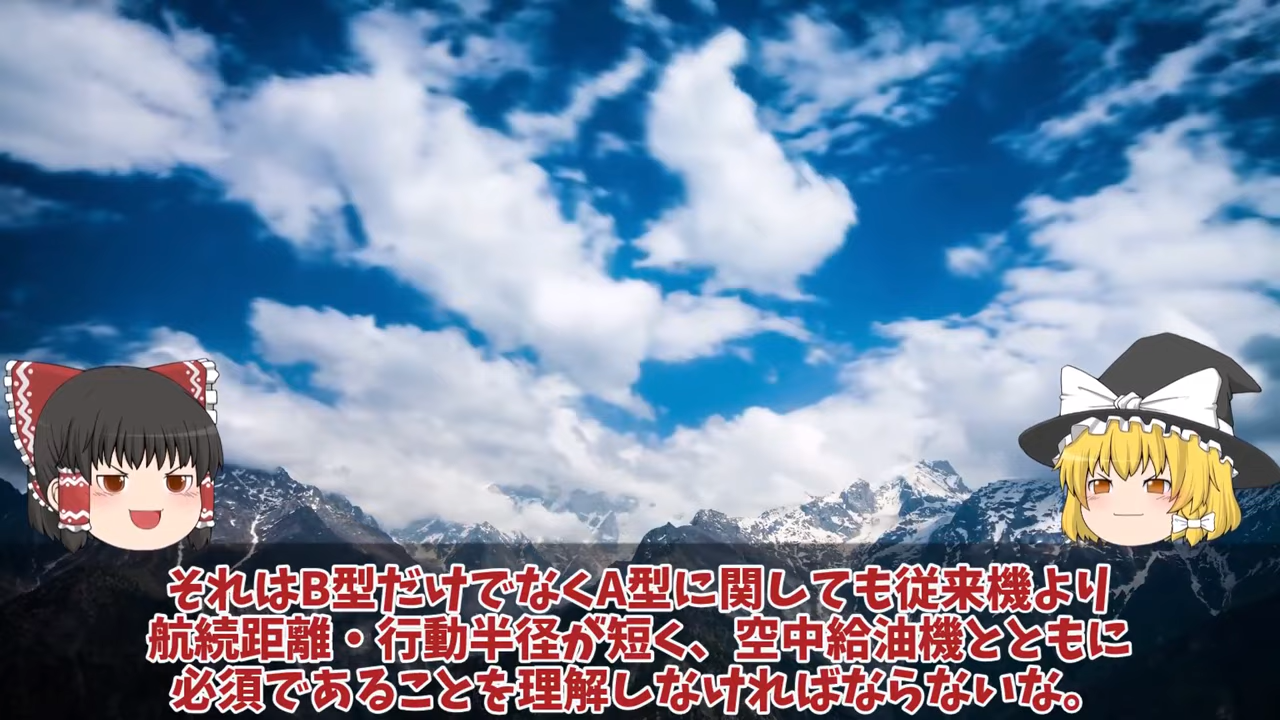 それはB型だけでなくA型に関しても従来機より
航続距離・行動半径が短く、空中給油機とともに
必須であることを理解しなければならないな。